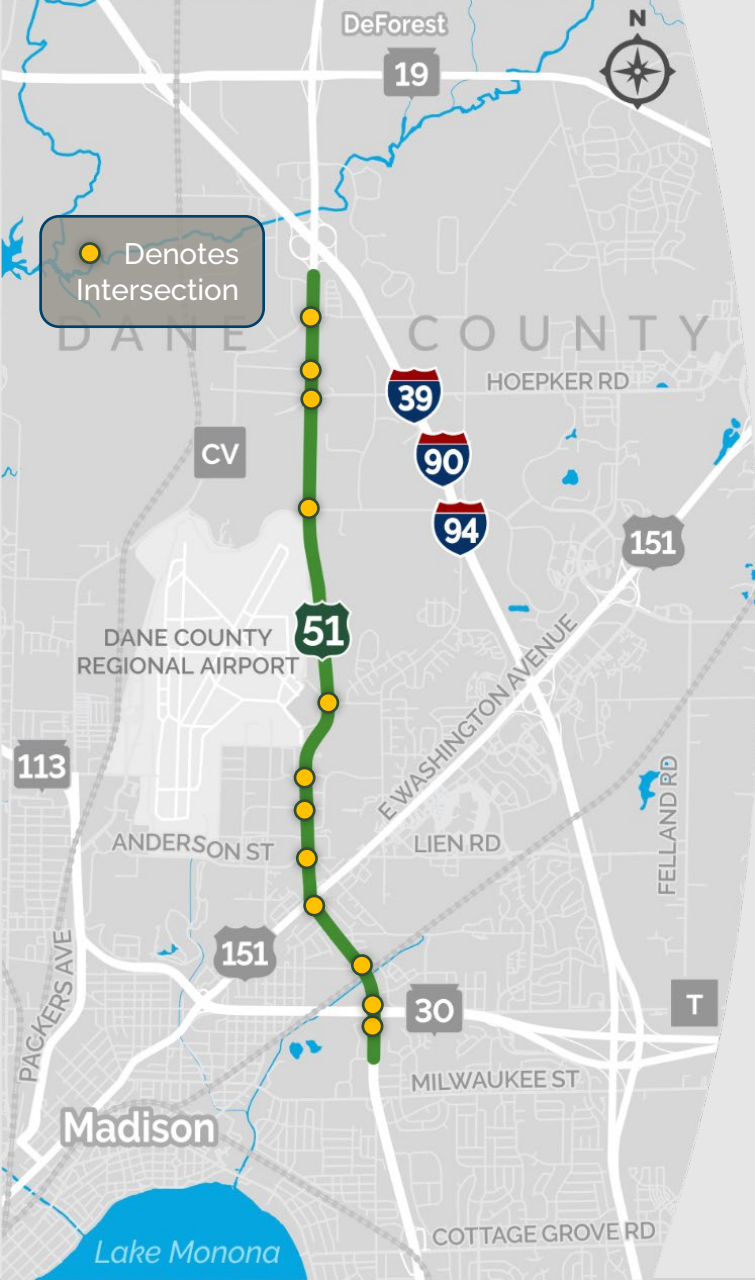 DeForest
N
19
Denotes
Intersection
DANE COUNTY
39
HOEPKER RD
CV
90
94
151
51
DANE COUNTY
REGIONAL AIRPORT
E WASHINGTON AVENUE
113
ANDERSON ST
LIEN RD
FELLAND RD
151
PACKERS AVE
30
T
MILWAUKEE ST
Madison
COTTAGE GROVE RD
Lake Monona